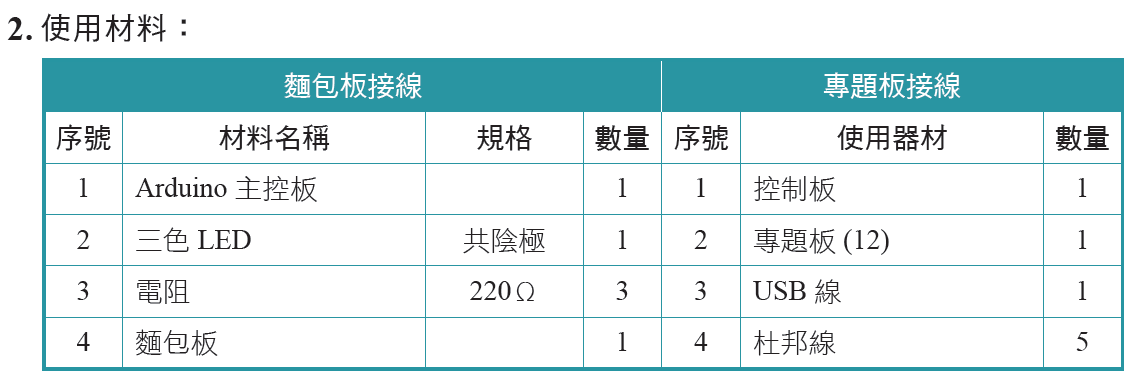 2. 使用材料：
麵包板接線 專題板接線
序號 材料名稱 規格 數量 序號 使用器材 數量
1 Arduino 主控板 1 1 控制板 1
2 三色 LED 共陰極 1 2 專題板 (12) 1
3 電阻 220Ω 3 3 USB 線 1
4 麵包板 1 4 杜邦線 5